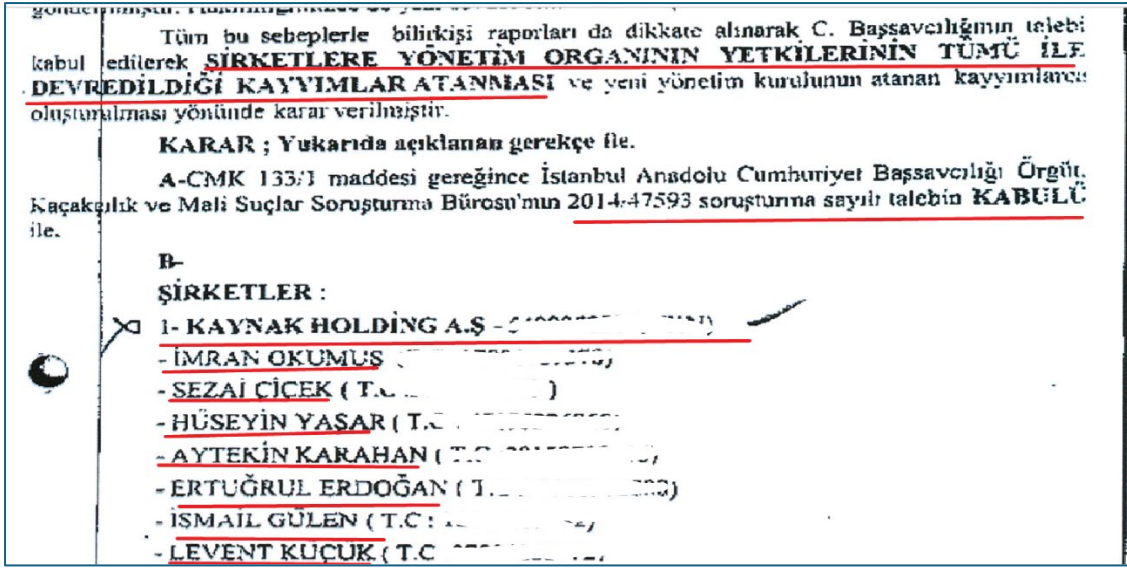 Tüm bu sebeplerle bilirkişi raporları da dikkate alınarak C. Başsavcılığımın talebi
kabul edilerek ŞİRKETLERE YÖNETİM ORGANININ YETKİLERİNİN TÜMÜ İLE
DEVREDİLDİĞİ KAYYIMLAR ATANMASI ve yeni yönetim kurulunun atanan kayyımlarca
oluşturulması yönünde karar verilmiştir.
KARAR ; Yukarıda açıklanan gerekçe ile.
A-CMK 133/1 maddesi gereğince İstanbul Anadolu Cumhuriyet Başsavcılığı Örgüt,
Kaçakçılık ve Mali Suçlar Soruşturma Bürosu'nun 2014/47593 soruşturma sayılı talebin KABULÜ
ile.
B-
ŞİRKETLER :
1- KAYNAK HOLDİNG A.Ş -
- İMRAN OKUMUŞ
- SEZAİ ÇİÇEK ( T.C )
- HÜSEYİN YAŞAR ( T.C
- AYTEKİN KARAHAN ( T.C
- ERTUĞRUL ERDOĞAN ( T.
- İSMAİL GÜLEN ( T.C :
- LEVENT KÜÇÜK ( T.C